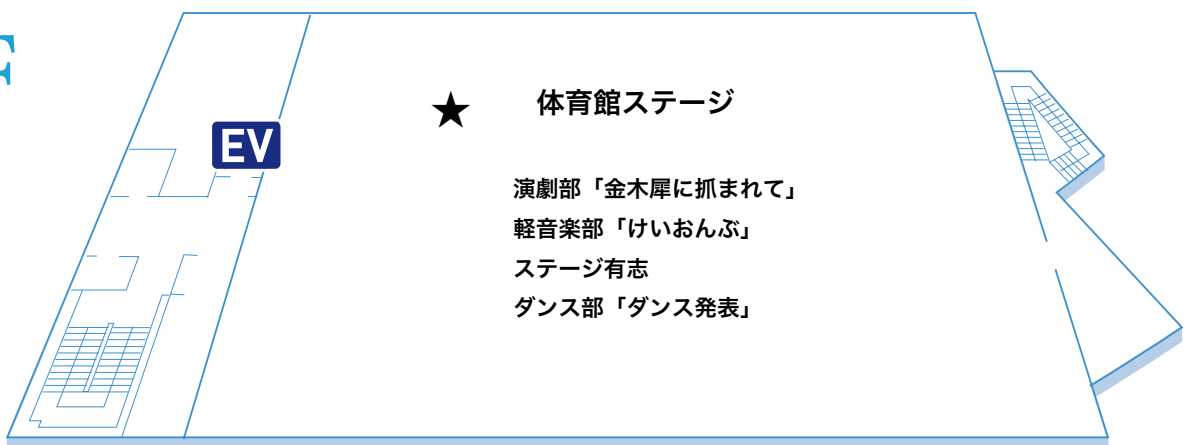 F
EV
★ 体育館ステージ
演劇部「金木犀に抓まれて」
軽音楽部「けいおんぶ」
ステージ有志
ダンス部「ダンス発表」